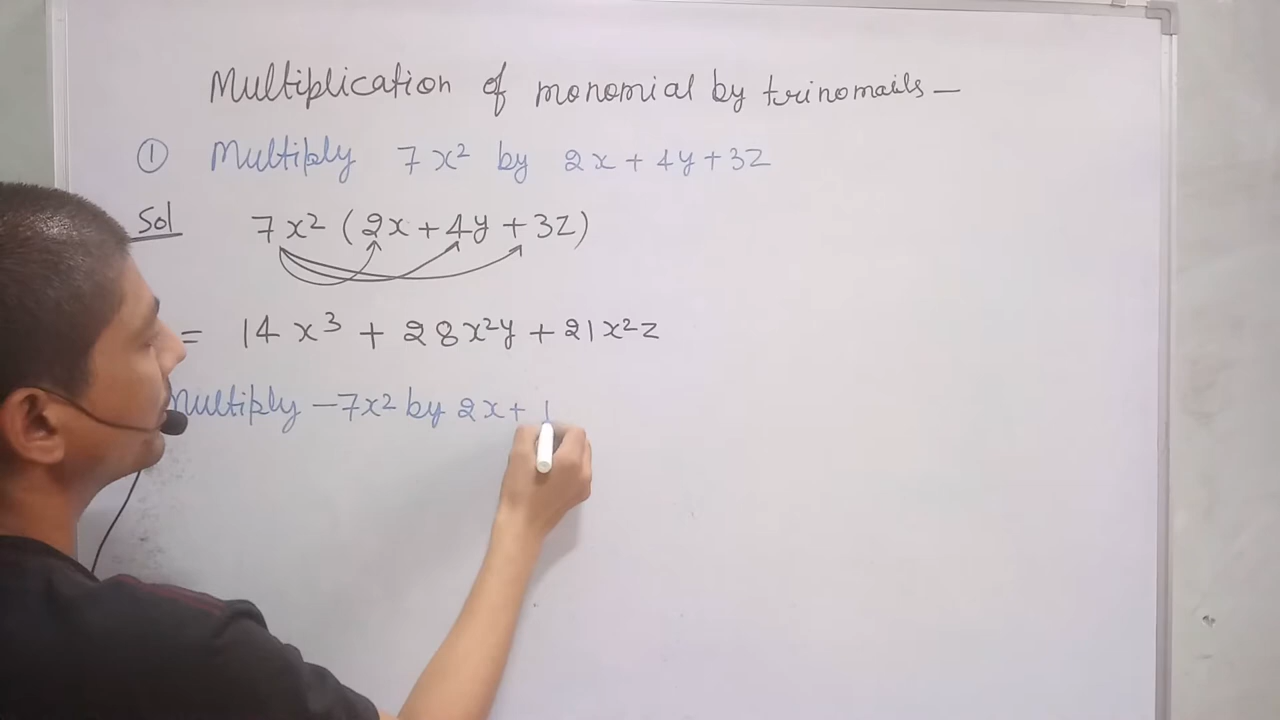 Multiplication of monomial by trinomails —
① Multiply 7x² by 2x + 4y + 3z
Sol 7x² (2x + 4y + 3z)
= 14x³ + 28x²y + 21x²z
Multiply -7x² by 2x +